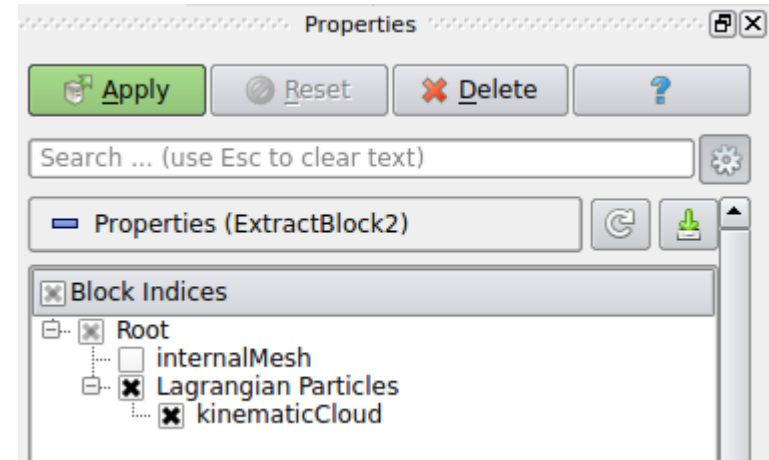 Properties
Apply Reset Delete ?
Search ... (use Esc to clear text)
Properties (ExtractBlock2)
Block Indices
Root
internalMesh
Lagrangian Particles
kinematicCloud